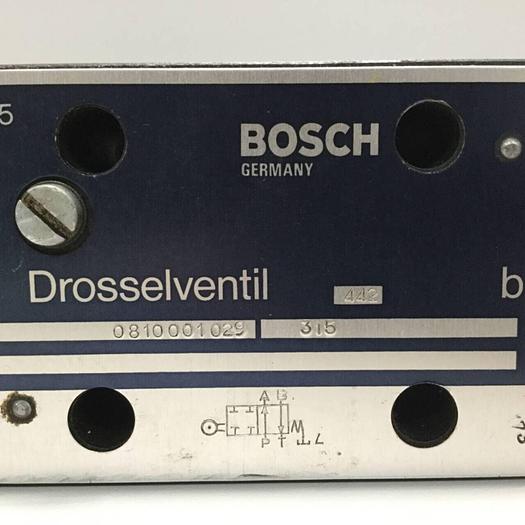 5
BOSCH
GERMANY
Drosselventil 442 b
0810001029 315
A B
P T